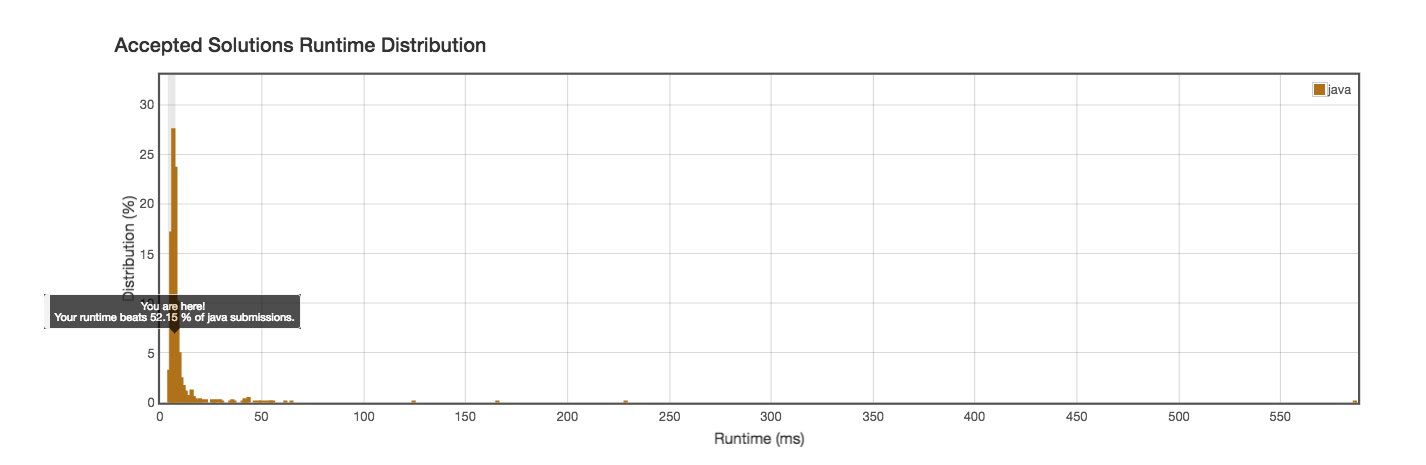 Accepted Solutions Runtime Distribution
java
Distribution (%)
30
25
20
15
10
5
0
You are here!
Your runtime beats 52.15 % of java submissions.
0 50 100 150 200 250 300 350 400 450 500 550
Runtime (ms)